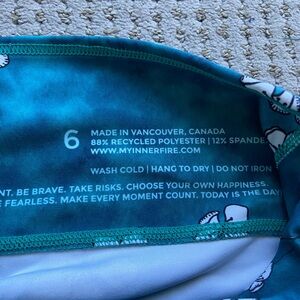 6
MADE IN VANCOUVER, CANADA
88% RECYCLED POLYESTER | 12% SPANDE
WWW.MYINNERFIRE.COM
WASH COLD | HANG TO DRY | DO NOT IRON
NT. BE BRAVE. TAKE RISKS. CHOOSE YOUR OWN HAPPINESS.
E FEARLESS. MAKE EVERY MOMENT COUNT. TODAY IS THE DAY